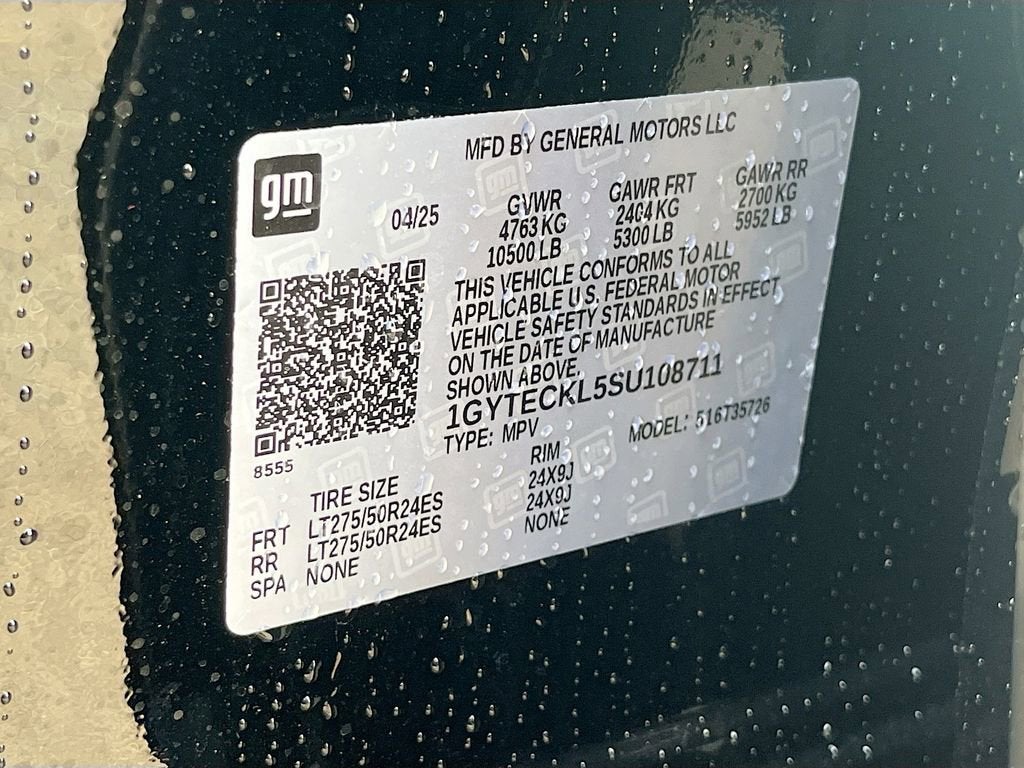 MFD BY GENERAL MOTORS LLC
gm
04/25
GVWR GAWR FRT GAWR RR
4763 KG 2404 KG 2700 KG
10500 LB 5300 LB 5952 LB
THIS VEHICLE CONFORMS TO ALL
APPLICABLE U.S. FEDERAL MOTOR
VEHICLE SAFETY STANDARDS IN EFFECT
ON THE DATE OF MANUFACTURE
SHOWN ABOVE.
1GYTECKL5SU108711
TYPE: MPV MODEL: 516T35726
8555
TIRE SIZE RIM
FRT LT275/50R24ES 24X9J
RR LT275/50R24ES 24X9J
SPA NONE NONE